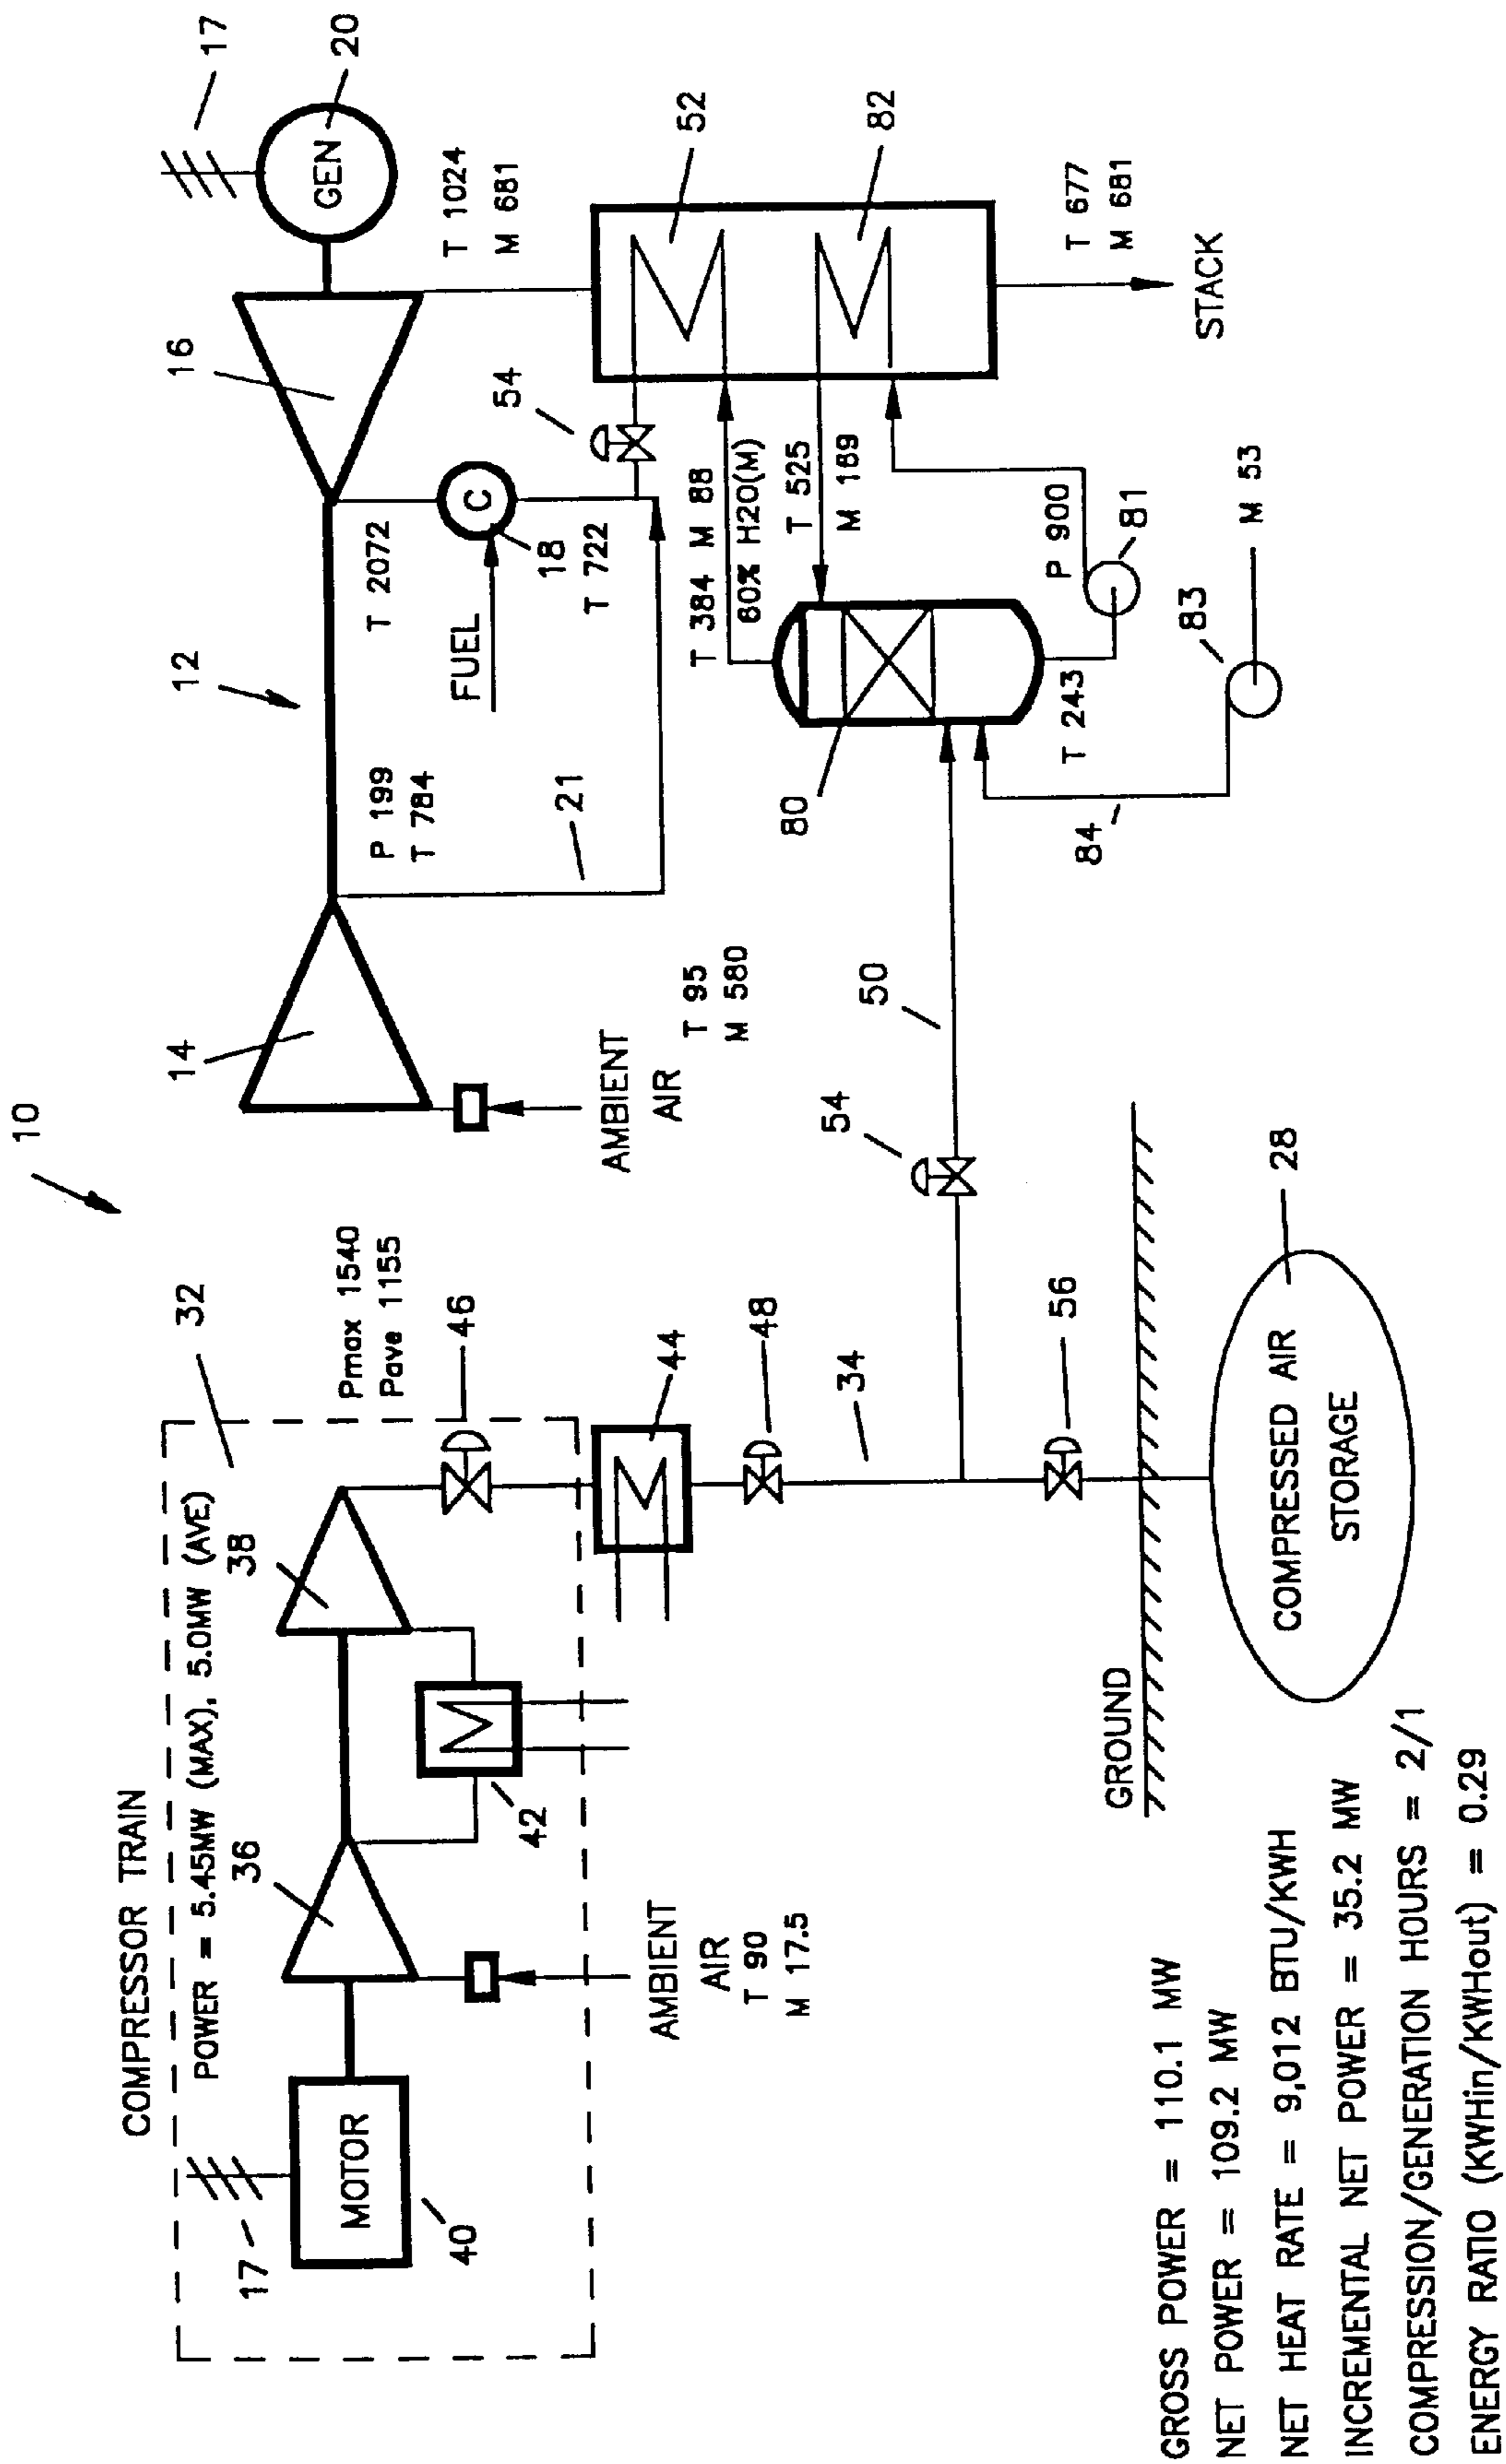 10
COMPRESSOR TRAIN
32
17
POWER = 5.45MW (MAX), 5.0MW (AVE)
MOTOR
40
36
38
42
AMBIENT
AIR
T 90
M 17.5
Pmax 1540
Pave 1155
46
44
48
34
56
GROUND
COMPRESSED AIR
STORAGE
28
54
50
14
AMBIENT
AIR
T 95
M 580
12
P 199
T 784
21
T 2072
FUEL
C
18
T 722
16
GEN
17
20
T 1024
M 681
54
52
82
T 384 M 88
60% H2O(M)
T 525
M 169
T 677
M 681
STACK
80
T 243
P 900
81
83
84
M 53
GROSS POWER = 110.1 MW
NET POWER = 109.2 MW
NET HEAT RATE = 9,012 BTU/KWH
INCREMENTAL NET POWER = 35.2 MW
COMPRESSION/GENERATION HOURS = 2/1
ENERGY RATIO (KWHin/KWHout) = 0.29